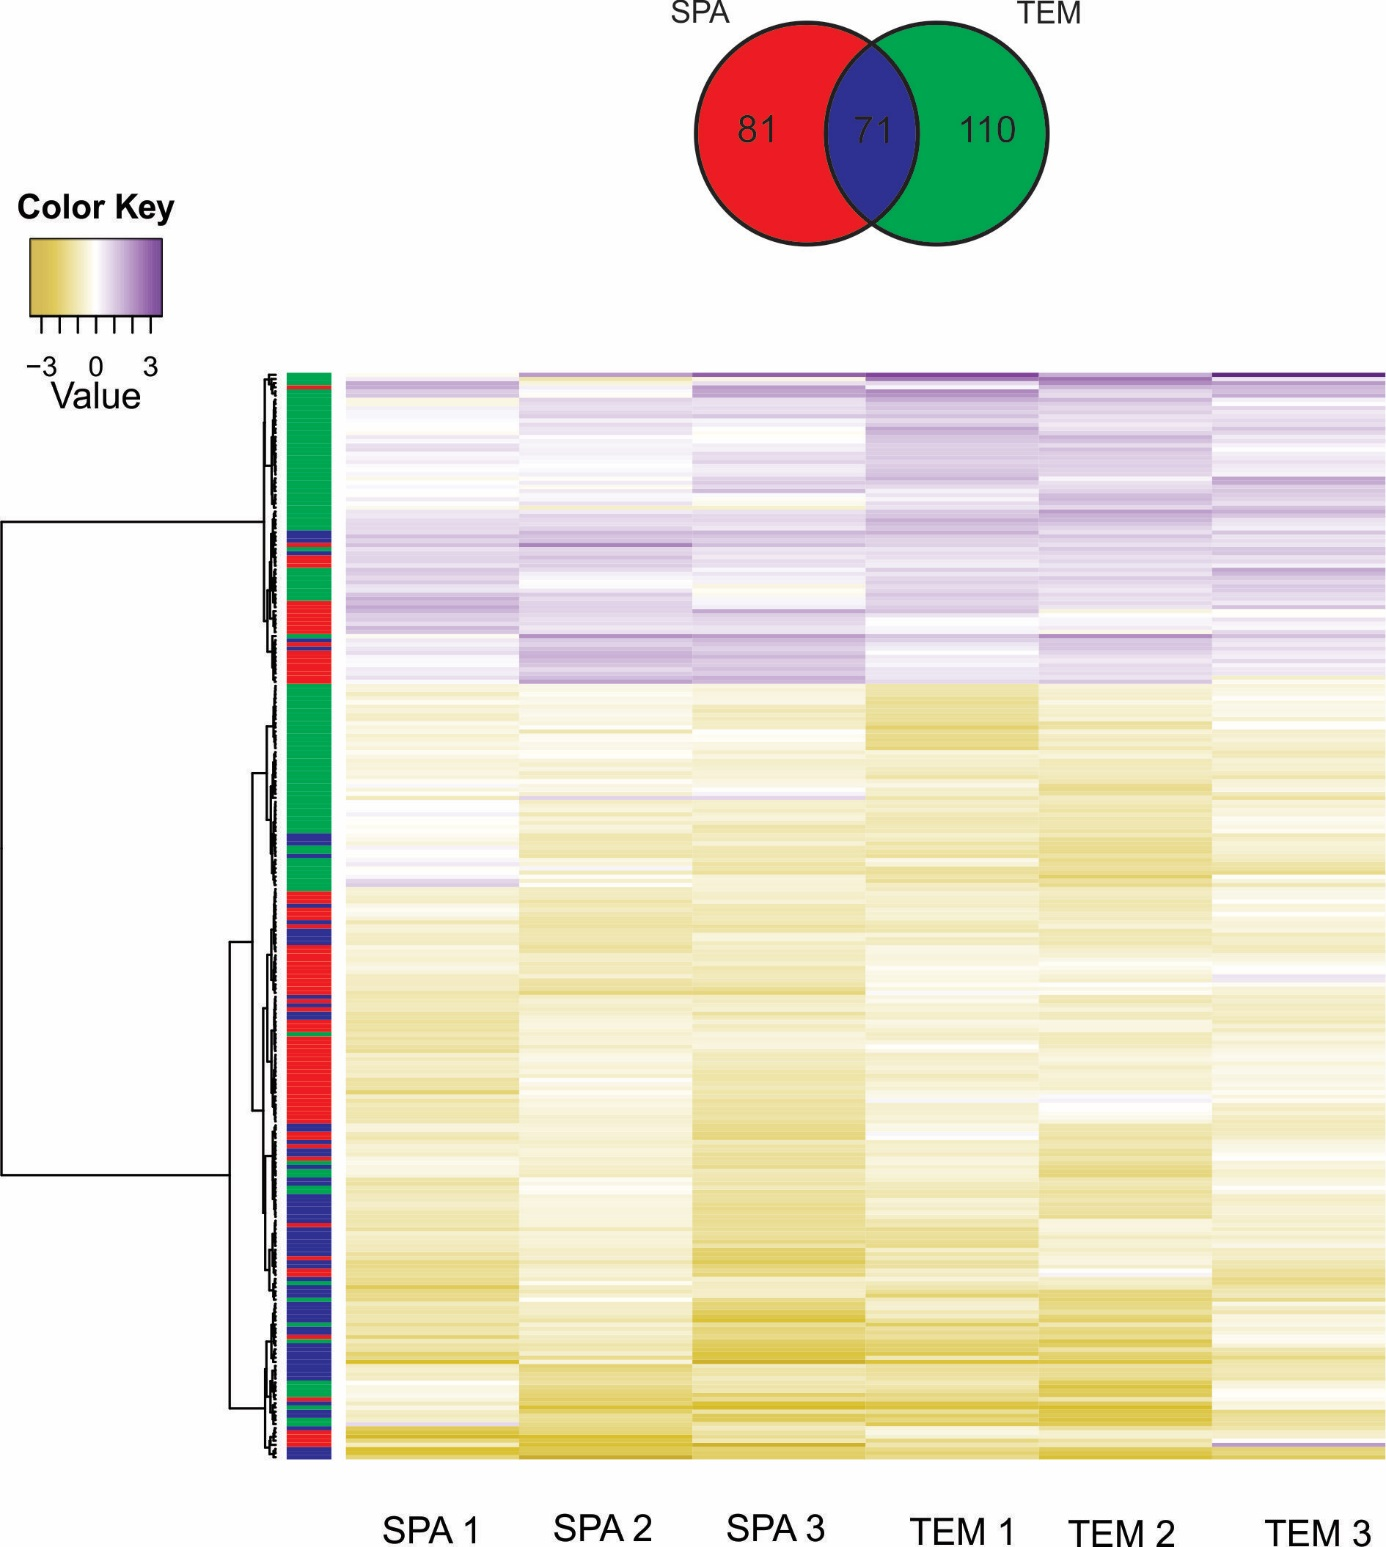 SPA TEM
81 71 110
Color Key
−3 0 3
Value
SPA 1 SPA 2 SPA 3 TEM 1 TEM 2 TEM 3